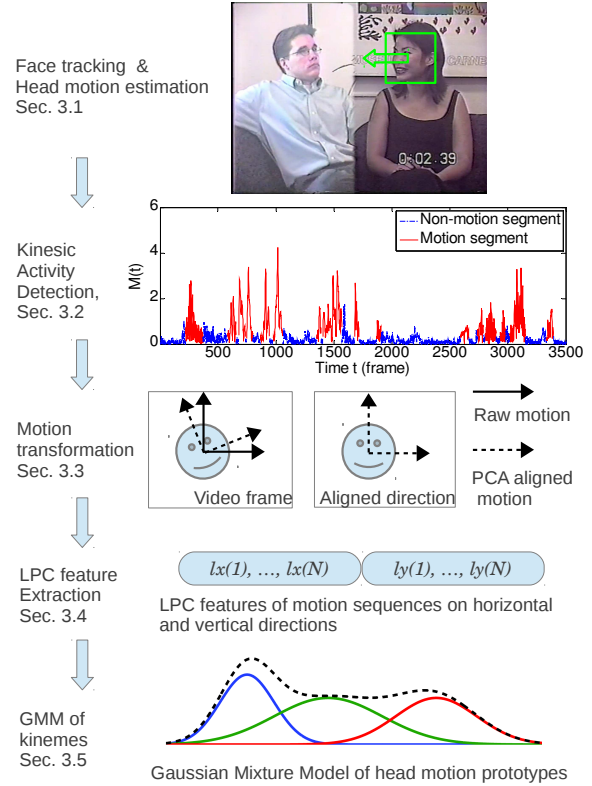 Face tracking &
Head motion estimation
Sec. 3.1
CARNE
0:02.39
Kinesic
Activity
Detection,
Sec. 3.2
6
4
2
0
M(t)
Non-motion segment
Motion segment
500 1000 1500 2000 2500 3000 3500
Time t (frame)
Motion
transformation
Sec. 3.3
Video frame
Aligned direction
Raw motion
PCA aligned
motion
LPC feature
Extraction
Sec. 3.4
lx(1), ..., lx(N)
ly(1), ..., ly(N)
LPC features of motion sequences on horizontal
and vertical directions
GMM of
kinemes
Sec. 3.5
Gaussian Mixture Model of head motion prototypes